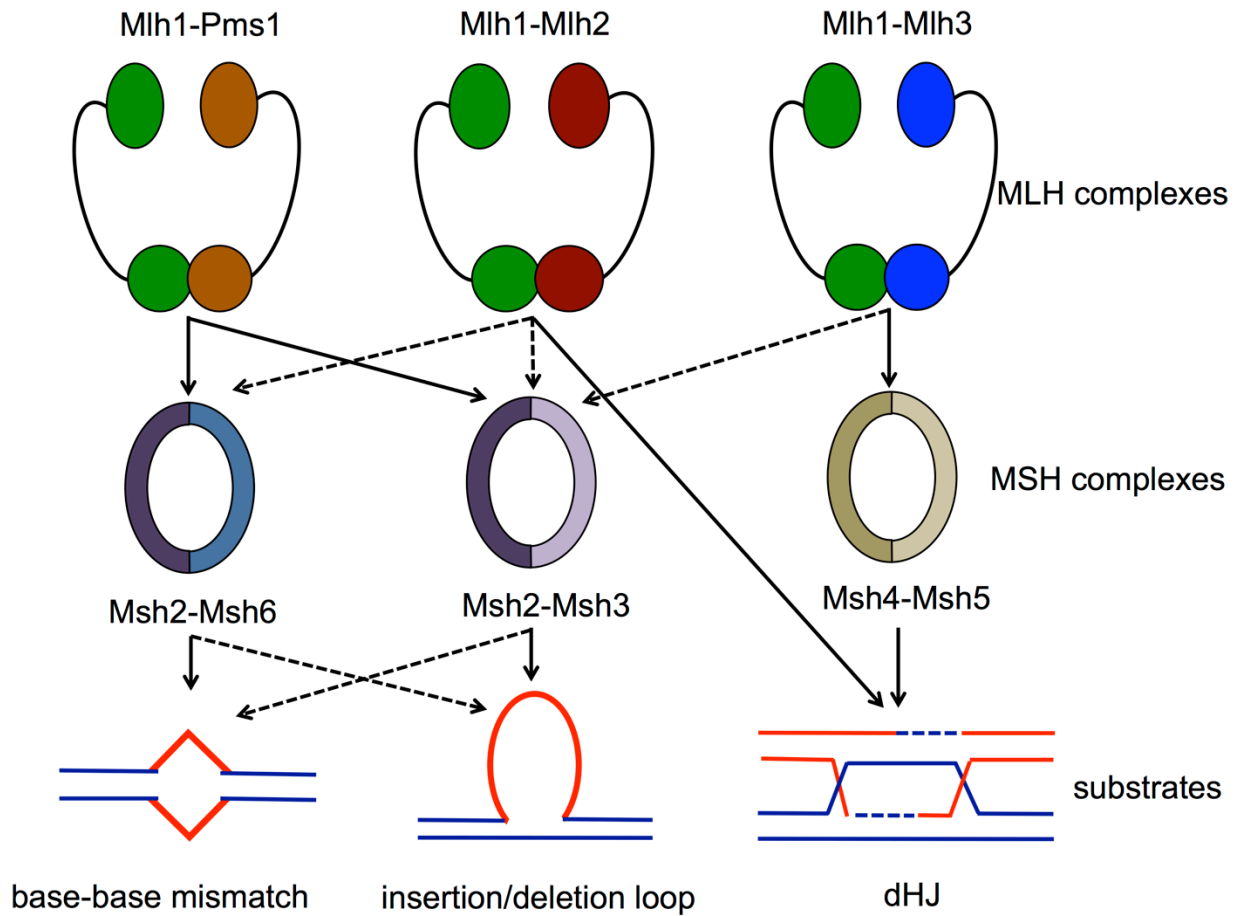 Mlh1-Pms1
Mlh1-Mlh2
Mlh1-Mlh3
MLH complexes
MSH complexes
Msh2-Msh6
Msh2-Msh3
Msh4-Msh5
substrates
base-base mismatch
insertion/deletion loop
dHJ